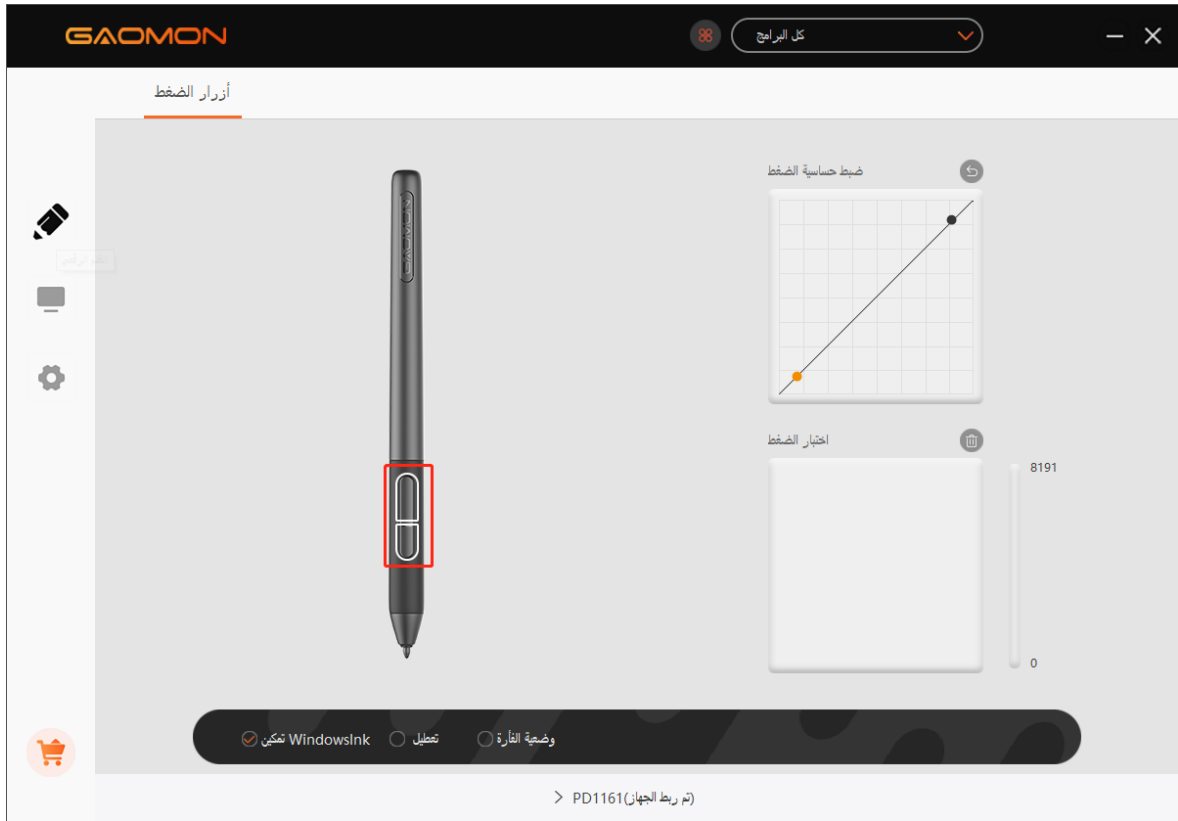 GAOMON
كل البرامج
أزرار الضغط
ضبط حساسية الضغط
GAOMON
اختبار الضغط
8191
0
تمكين WindowsInk
تعطيل
وضعية الفأرة
PD1161(تم ربط الجهاز)